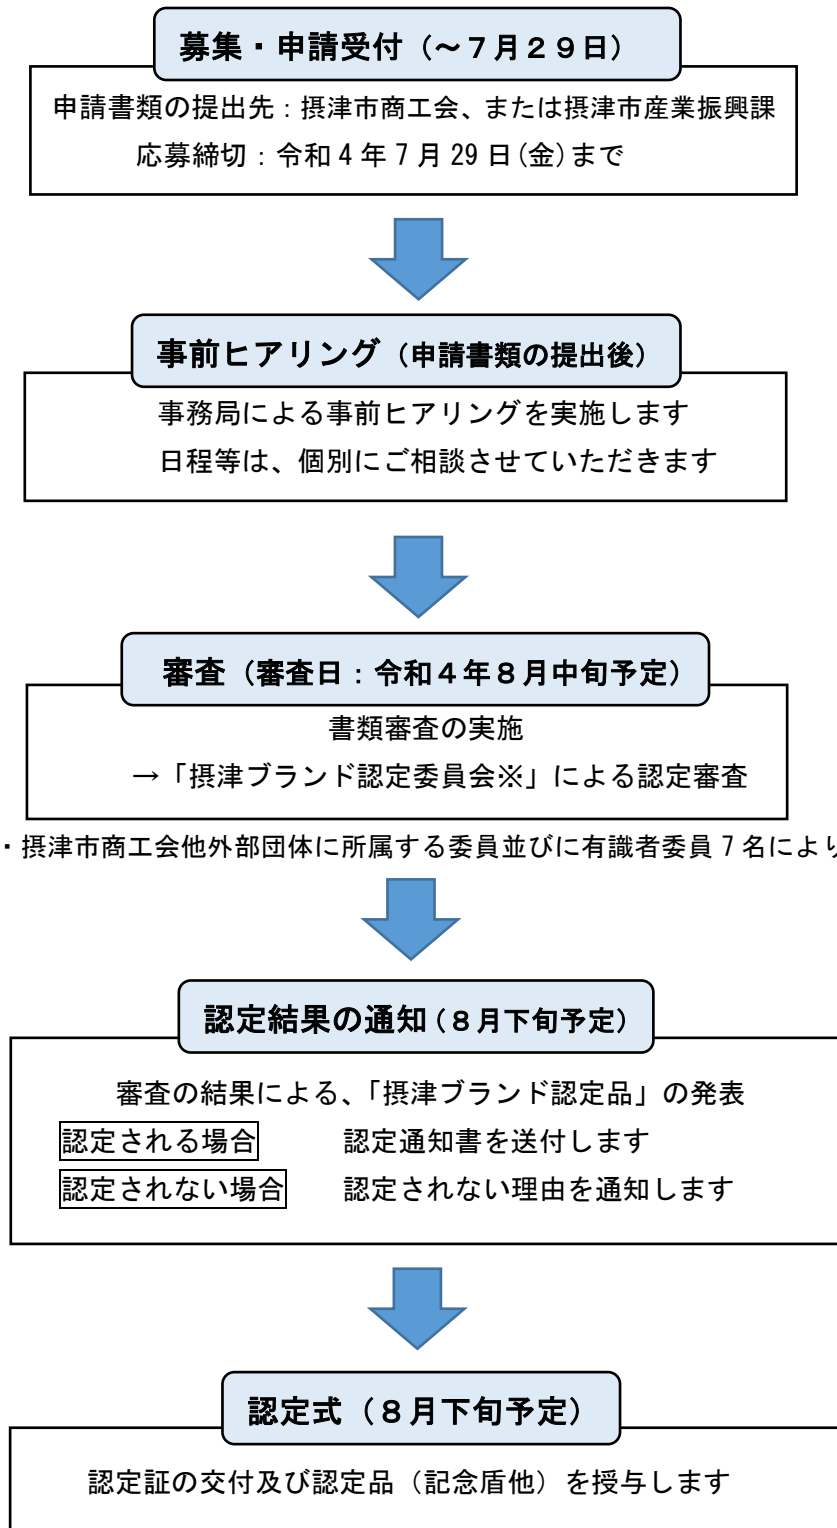 募集・申請受付（～７月２９日）
申請書類の提出先：摂津市商工会、または摂津市産業振興課
応募締切：令和4年7月29日(金)まで
事前ヒアリング（申請書類の提出後）
事務局による事前ヒアリングを実施します
日程等は、個別にご相談させていただきます
審査（審査日：令和４年８月中旬予定）
書類審査の実施
→「摂津ブランド認定委員会※」による認定審査
・摂津市商工会他外部団体に所属する委員並びに有識者委員7名により
認定結果の通知（８月下旬予定）
審査の結果による、「摂津ブランド認定品」の発表
認定される場合 認定通知書を送付します
認定されない場合 認定されない理由を通知します
認定式（８月下旬予定）
認定証の交付及び認定品（記念盾他）を授与します